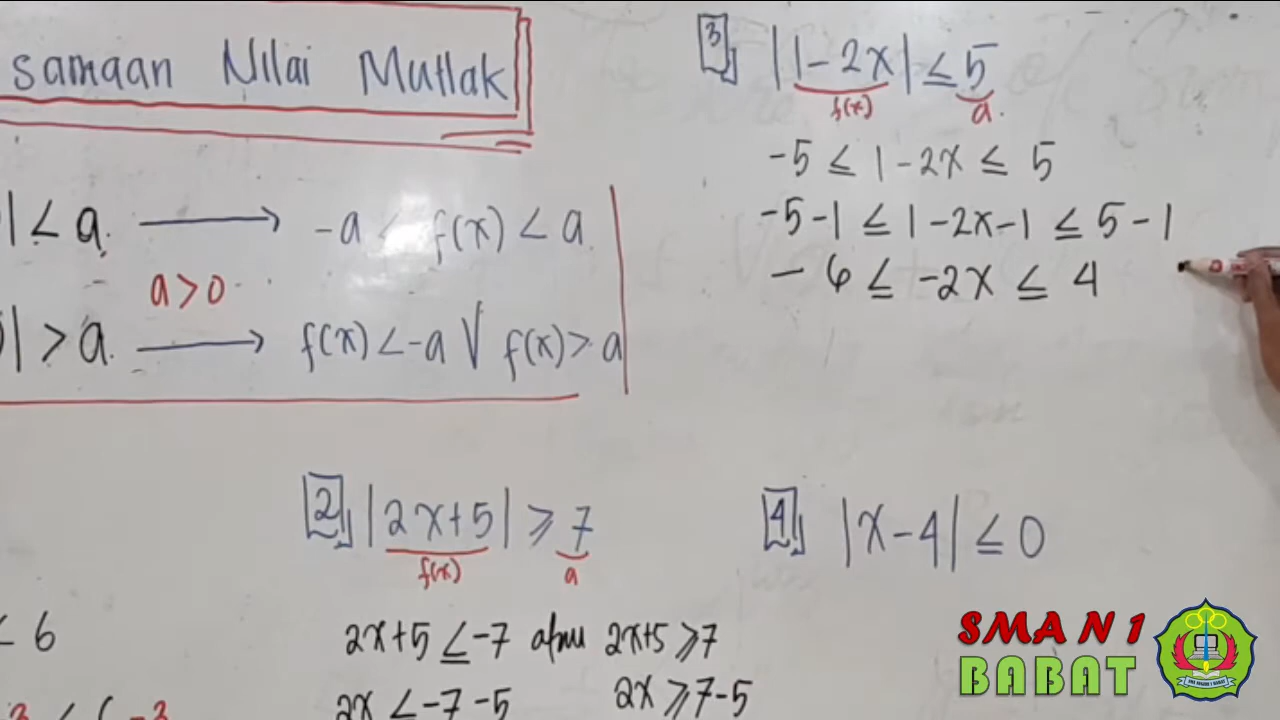 samaan Nilai Mutlak
| < a. → -a < f(x) < a
a > 0
| > a. → f(x) < -a V f(x) > a
3
|1 - 2x| ≤ 5
f(x) a.
-5 ≤ 1 - 2x ≤ 5
-5 - 1 ≤ 1 - 2x - 1 ≤ 5 - 1
- 6 ≤ -2x ≤ 4
2 |2x+5| ≥ 7
f(x) a
2x+5 ≤ -7 atau 2x+5 ≥ 7
2x ≤ -7 - 5 2x ≥ 7-5
< 6
4 |x - 4| ≤ 0
SMA N 1
BABAT